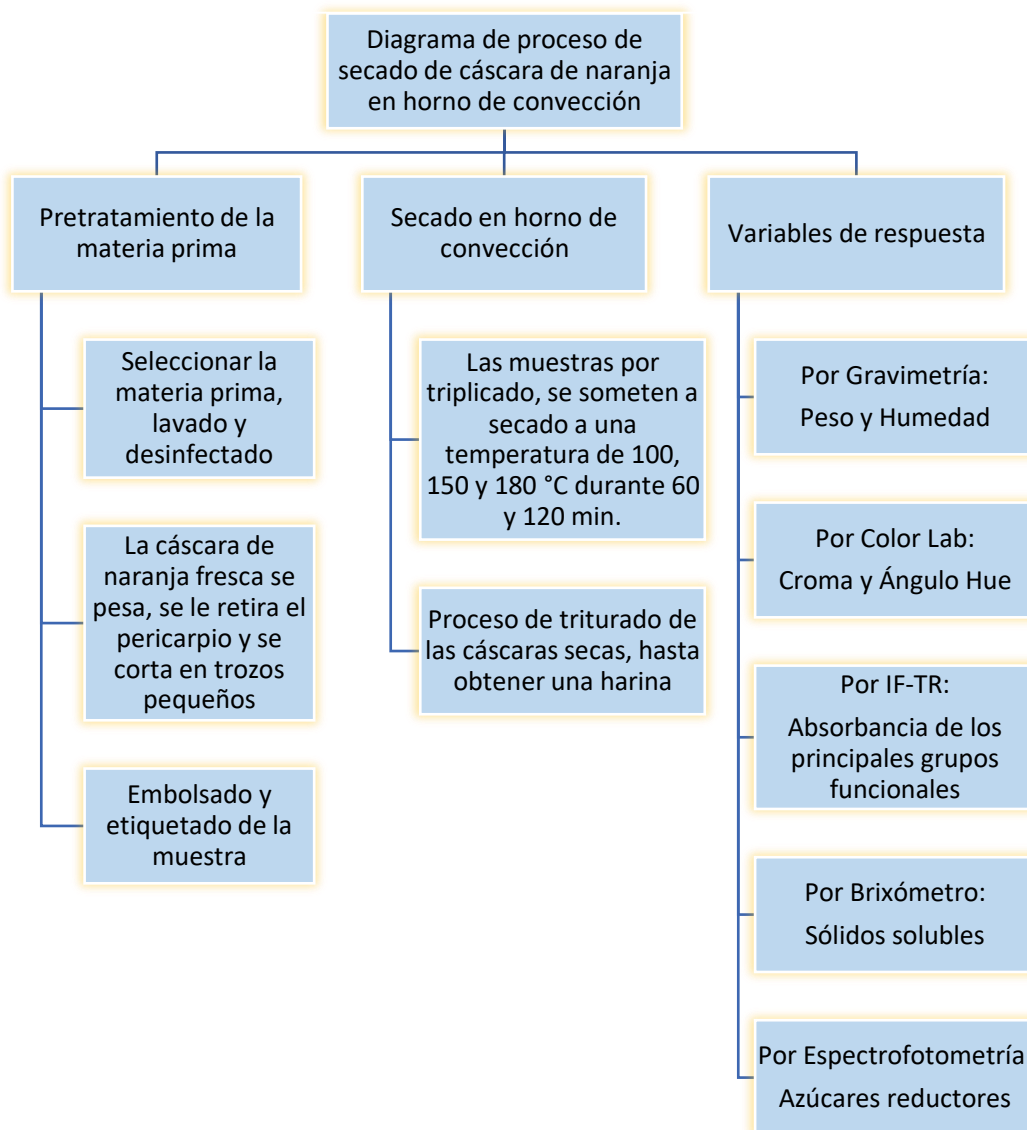 Diagrama de proceso de
secado de cáscara de naranja
en horno de convección
Pretratamiento de la
materia prima
Seleccionar la
materia prima,
lavado y
desinfectado
La cáscara de
naranja fresca se
pesa, se le retira el
pericarpio y se
corta en trozos
pequeños
Embolsado y
etiquetado de la
muestra
Secado en horno de
convección
Las muestras por
triplicado, se someten a
secado a una
temperatura de 100,
150 y 180 °C durante 60
y 120 min.
Proceso de triturado de
las cáscaras secas, hasta
obtener una harina
Variables de respuesta
Por Gravimetría:
Peso y Humedad
Por Color Lab:
Croma y Ángulo Hue
Por IF-TR:
Absorbancia de los
principales grupos
funcionales
Por Brixómetro:
Sólidos solubles
Por Espectrofotometría
Azúcares reductores